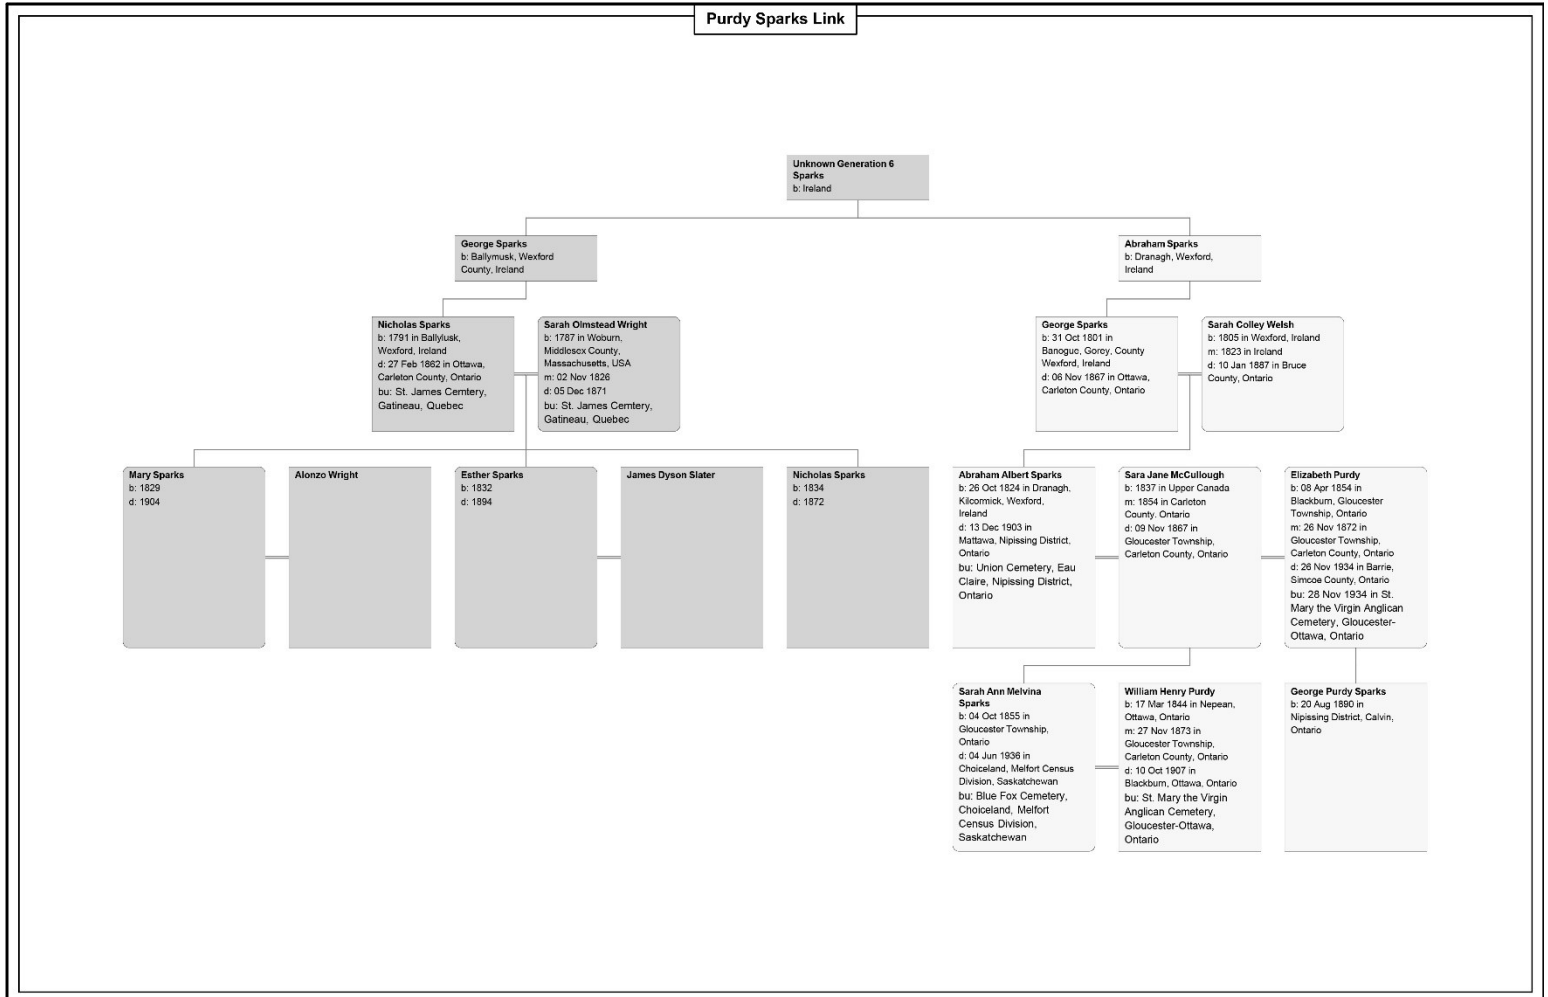 Purdy Sparks Link
Unknown Generation 6
Sparks
b: Ireland
George Sparks
b: Ballymusk, Wexford
County, Ireland
Abraham Sparks
b: Dranagh, Wexford,
Ireland
Nicholas Sparks
b: 1791 in Ballylusk,
Wexford, Ireland
d: 27 Feb 1862 in Ottawa,
Carleton County, Ontario
bu: St. James Cemtery,
Gatineau, Quebec
Sarah Olmstead Wright
b: 1787 in Woburn,
Middlesex County,
Massachusetts, USA
m: 02 Nov 1826
d: 05 Dec 1871
bu: St. James Cemtery,
Gatineau, Quebec
George Sparks
b: 31 Oct 1801 in
Banogue, Gorey, County
Wexford, Ireland
d: 06 Nov 1867 in Ottawa,
Carleton County, Ontario
Sarah Colley Welsh
b: 1805 in Wexford, Ireland
m: 1823 in Ireland
d: 10 Jan 1887 in Bruce
County, Ontario
Mary Sparks
b: 1829
d: 1904
Alonzo Wright
Esther Sparks
b: 1832
d: 1894
James Dyson Slater
Nicholas Sparks
b: 1834
d: 1872
Abraham Albert Sparks
b: 26 Oct 1824 in Dranagh,
Kilcormick, Wexford,
Ireland
d: 13 Dec 1903 in
Mattawa, Nipissing District,
Ontario
bu: Union Cemetery, Eau
Claire, Nipissing District,
Ontario
Sara Jane McCullough
b: 1837 in Upper Canada
m: 1854 in Carleton
County. Ontario
d: 09 Nov 1867 in
Gloucester Township,
Carleton County, Ontario
Elizabeth Purdy
b: 08 Apr 1854 in
Blackburn, Gloucester
Township, Ontario
m: 26 Nov 1872 in
Gloucester Township,
Carleton County, Ontario
d: 26 Nov 1934 in Barrie,
Simcoe County, Ontario
bu: 28 Nov 1934 in St.
Mary the Virgin Anglican
Cemetery, Gloucester-
Ottawa, Ontario
Sarah Ann Melvina
Sparks
b: 04 Oct 1855 in
Gloucester Township,
Ontario
d: 04 Jun 1936 in
Choiceland, Melfort Census
Division, Saskatchewan
bu: Blue Fox Cemetery,
Choiceland, Melfort
Census Division,
Saskatchewan
William Henry Purdy
b: 17 Mar 1844 in Nepean,
Ottawa, Ontario
m: 27 Nov 1873 in
Gloucester Township,
Carleton County, Ontario
d: 10 Oct 1907 in
Blackburn, Ottawa, Ontario
bu: St. Mary the Virgin
Anglican Cemetery,
Gloucester-Ottawa,
Ontario
George Purdy Sparks
b: 20 Aug 1890 in
Nipissing District, Calvin,
Ontario